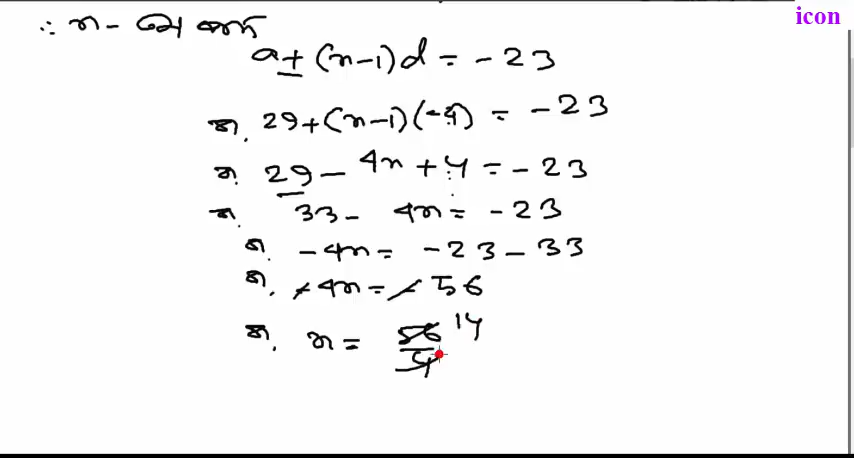 icon
∴ n - তম পদ
a + (n-1)d = -23
বা, 29 + (n-1)(-4) = -23
বা, 29 - 4n + 4 = -23
বা, 33 - 4n = -23
বা, -4n = -23 - 33
বা, -4n = -56
বা, n = 56/4 14